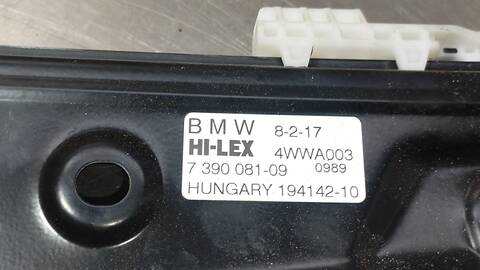 BMW 8-2-17
HI-LEX 4WWA003
7 390 081-09 0989
HUNGARY 194142-10